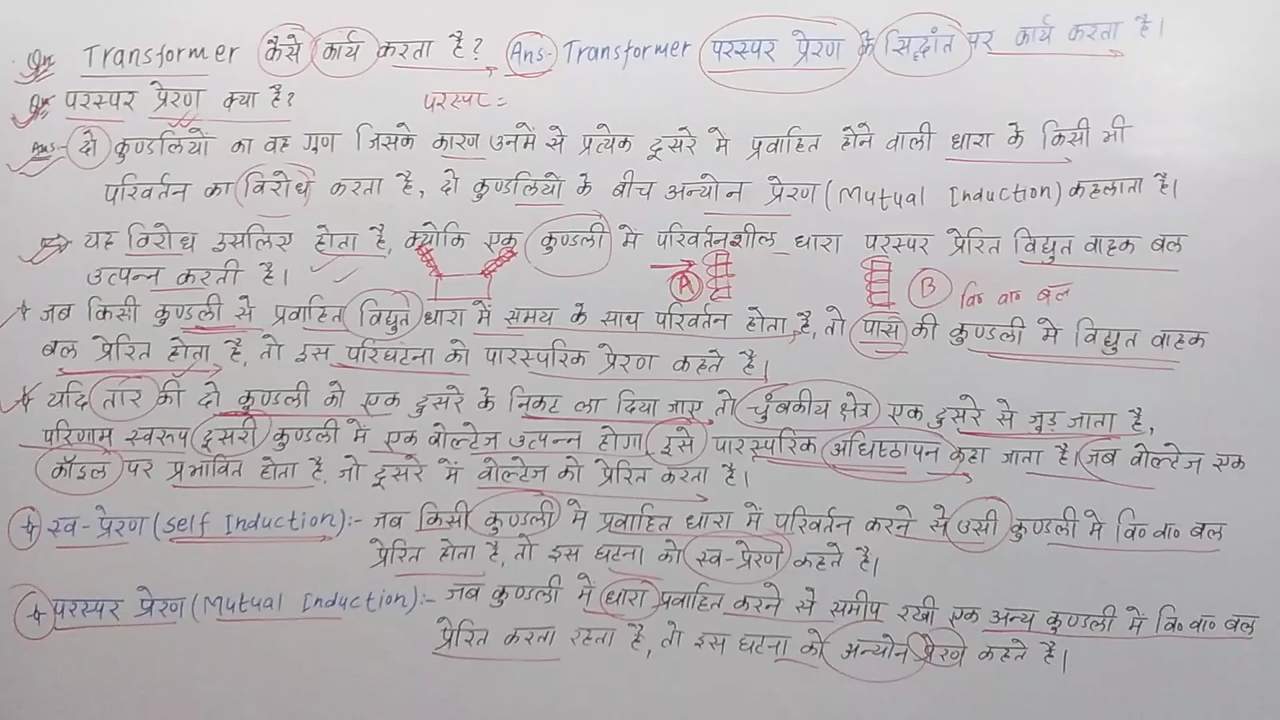 Qn Transformer कैसे कार्य करता है? Ans- Transformer परस्पर प्रेरण के सिद्धांत पर कार्य करता है।
Qn परस्पर प्रेरण क्या है? परस्पर =
Ans- दो कुण्डलियों का वह गुण जिसके कारण उनमें से प्रत्येक दूसरे मे प्रवाहित होने वाली धारा के किसी भी
परिवर्तन का विरोध करता है, दो कुण्डलियो के बीच अन्योन प्रेरण (Mutual Induction) कहलाता है।
यह विरोध इसलिए होता है, क्योकि एक कुण्डली मे परिवर्तनशील धारा परस्पर प्रेरित विद्युत वाहक बल
उत्पन्न करती है। A B वि० वा० बल
* जब किसी कुण्डली से प्रवाहित विद्युत धारा में समय के साथ परिवर्तन होता है, तो पास की कुण्डली मे विद्युत वाहक
बल प्रेरित होता है, तो इस परिघटना को पारस्परिक प्रेरण कहते है।
* यदि तार की दो कुण्डली को एक दुसरे के निकट ला दिया जाए तो चुंबकीय क्षेत्र एक दुसरे से जूड़ जाता है,
परिणाम स्वरुप दूसरी कुण्डली में एक वोल्टेज उत्पन्न होगा। इसे पारस्परिक अधिष्ठापन कहा जाता है। जब वोल्टेज एक
कॉइल पर प्रभावित होता है, जो दूसरे में वोल्टेज को प्रेरित करता है।
स्व-प्रेरण (Self Induction):- जब किसी कुण्डली मे प्रवाहित धारा में परिवर्तन करने से उसी कुण्डली मे वि० वा० बल
प्रेरित होता है, तो इस घटना को स्व-प्रेरण कहते है।
परस्पर प्रेरण (Mutual Induction):- जब कुण्डली में धारा प्रवाहित करने से समीप रखी एक अन्य कुण्डली में वि० वा० बल
प्रेरित करता रहता है, तो इस घटना को अन्योन प्रेरण कहते है।